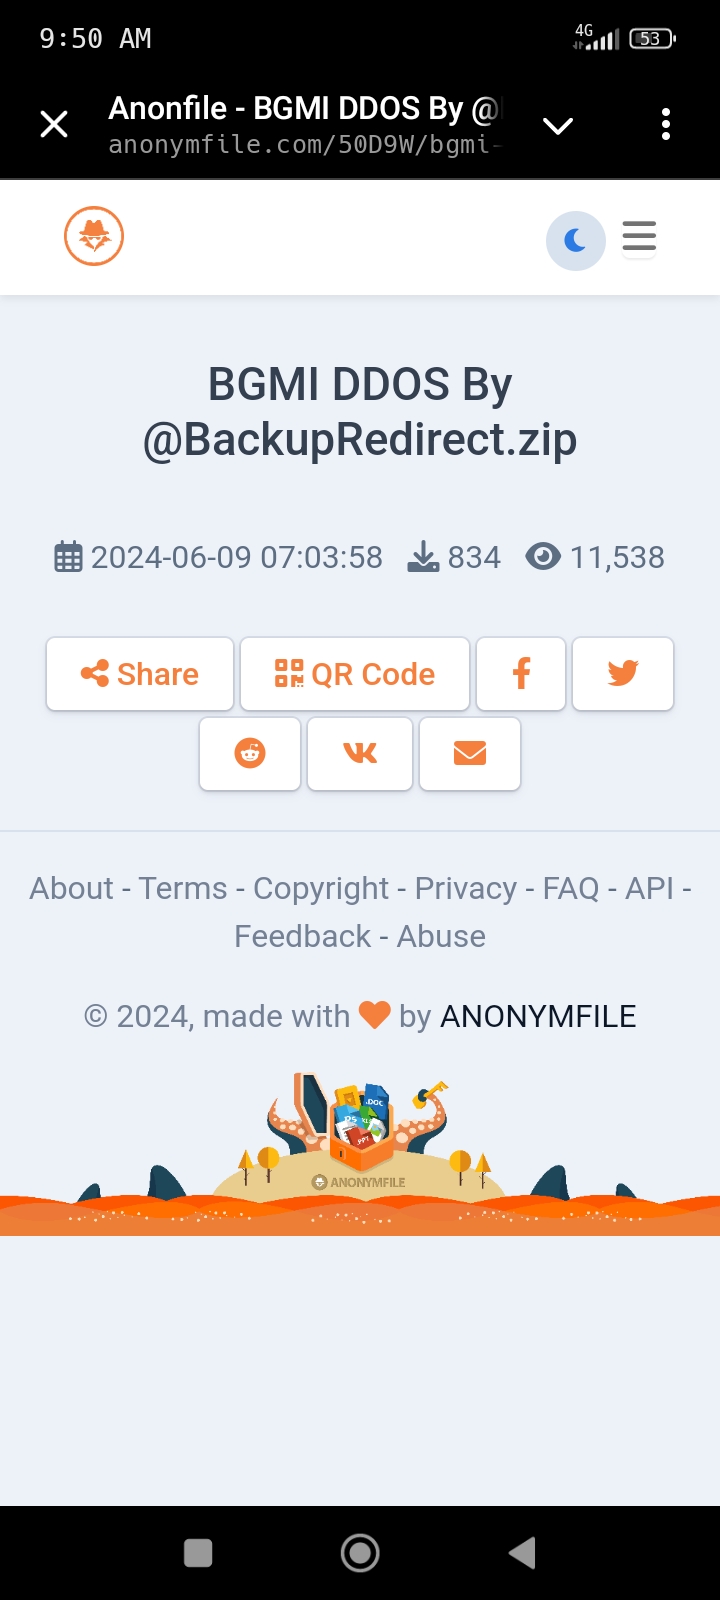 9:50 AM
4G
53
Anonfile - BGMI DDOS By @
anonymfile.com/50D9W/bgmi-
BGMI DDOS By
@BackupRedirect.zip
2024-06-09 07:03:58 834 11,538
Share QR Code
About - Terms - Copyright - Privacy - FAQ - API -
Feedback - Abuse
© 2024, made with by ANONYMFILE
.DOC
.PPT
ANONYMFILE